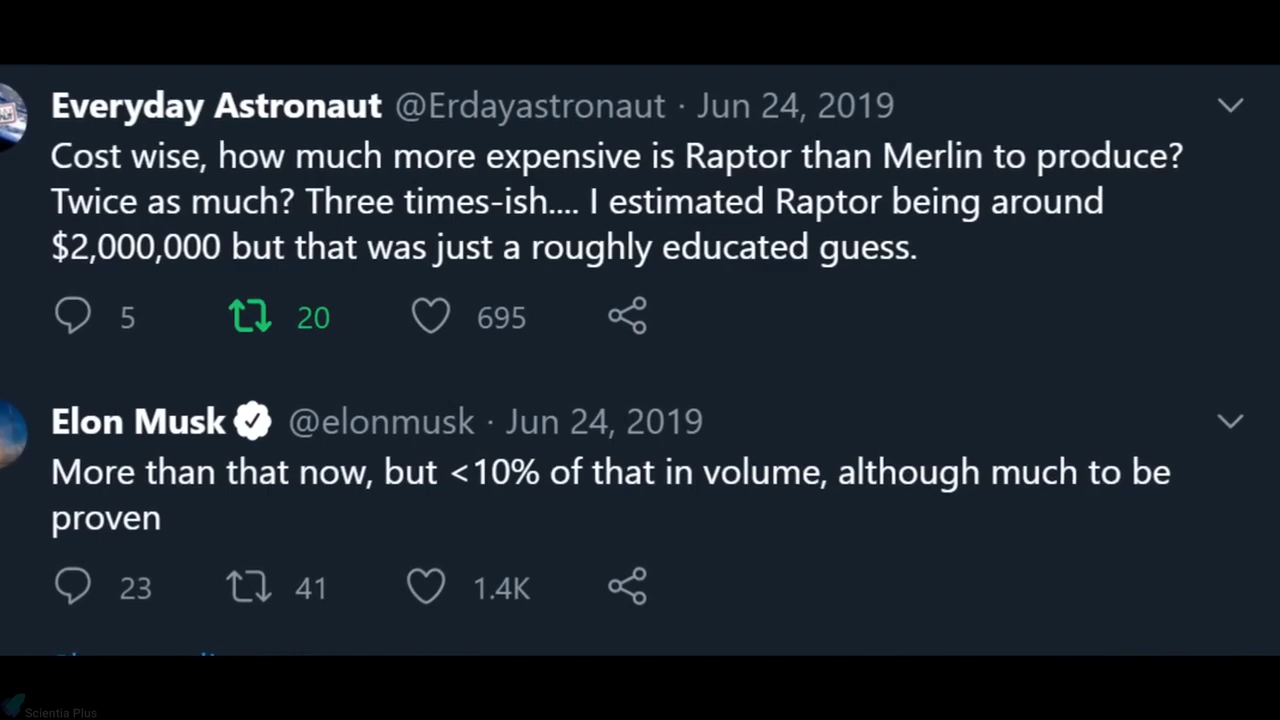 Everyday Astronaut @Erdayastronaut · Jun 24, 2019
Cost wise, how much more expensive is Raptor than Merlin to produce?
Twice as much? Three times-ish.... I estimated Raptor being around
$2,000,000 but that was just a roughly educated guess.
5 20 695
Elon Musk @elonmusk · Jun 24, 2019
More than that now, but <10% of that in volume, although much to be
proven
23 41 1.4K
Scientia Plus